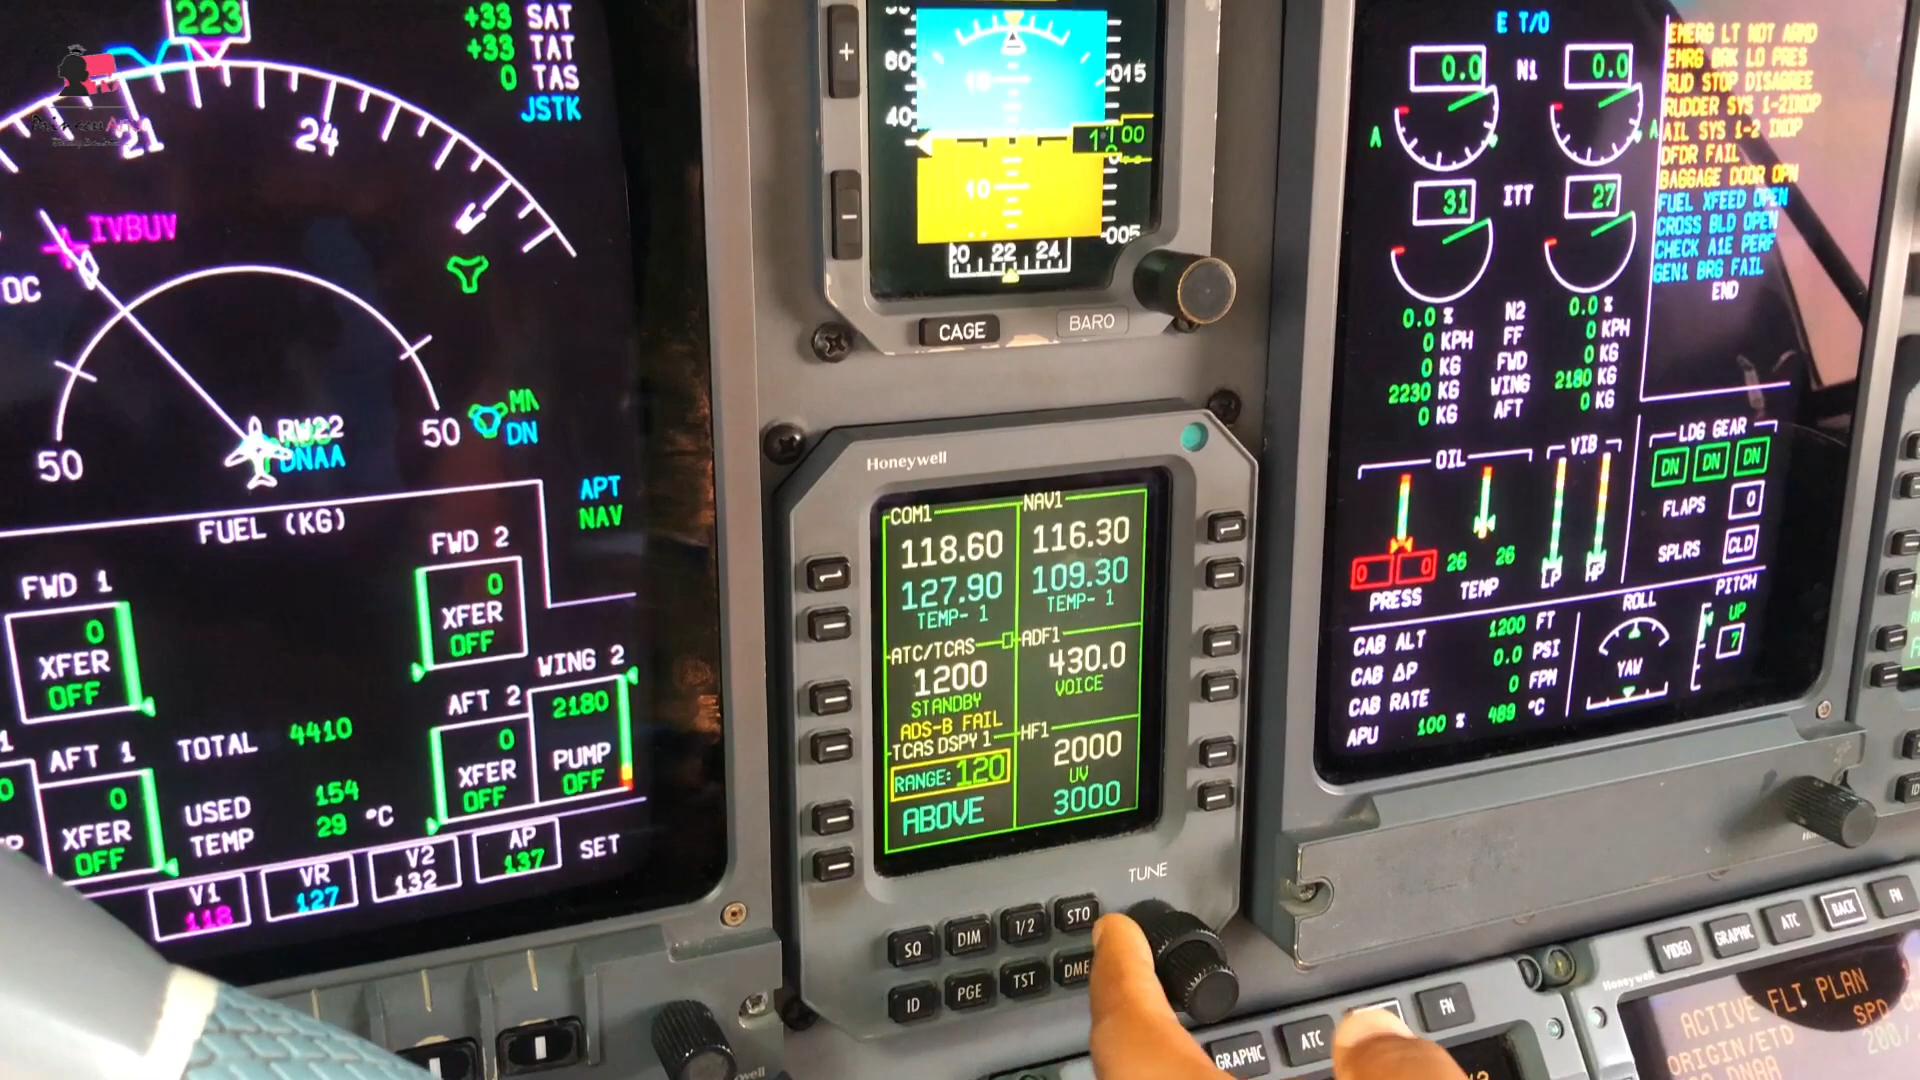 223
+33 SAT
+33 TAT
0 TAS
JSTK
21
24
IVBUV
OC
50
50
RW22
DNAA
DN
APT
NAV
FUEL (KG)
FWD 1
0
XFER
OFF
FWD 2
0
XFER
OFF
WING 2
2180
PUMP
OFF
AFT 2
0
XFER
OFF
AFT 1
0
XFER
OFF
TOTAL 4410
USED 154
TEMP 29 °C
V1
118
VR
127
V2
132
AP
137
SET
+
−
80
40
10
10
015
005
22 24
CAGE
BARO
Honeywell
COM1
118.60
127.90
TEMP- 1
NAV1
116.30
109.30
TEMP- 1
ATC/TCAS
1200
STANDBY
ADS-B FAIL
ADF1
430.0
VOICE
TCAS DSPY 1
RANGE: 120
ABOVE
HF1
2000
UV
3000
TUNE
SQ DIM 1/2 STO
ID PGE TST DME
E T/O
0.0 N1 0.0
A
A
31 ITT 27
0.0 % N2 0.0 %
0 KPH FF 0 KPH
0 KG FWD 0 KG
2230 KG WING 2180 KG
0 KG AFT 0 KG
EMERG LT NOT ARMD
EMRG BRK LO PRES
RUD STOP DISAGREE
RUDDER SYS 1-2INOP
AIL SYS 1-2 INOP
DFDR FAIL
BAGGAGE DOOR OPN
FUEL XFEED OPEN
CROSS BLD OPEN
CHECK A1E PERF
GEN1 BRG FAIL
END
OIL
0 0
PRESS
26 26
TEMP
VIB
LP HP
LDG GEAR
DN DN DN
FLAPS 0
SPLRS CLD
CAB ALT 1200 FT
CAB ΔP 0.0 PSI
CAB RATE 0 FPM
APU 100 % 489 °C
ROLL
YAW
PITCH
UP
7
GRAPHIC ATC FN
VIDEO GRAPHIC ATC BACK FN
Honeywell
ACTIVE FLT PLAN
ORIGIN/ETD SPD
DNAA